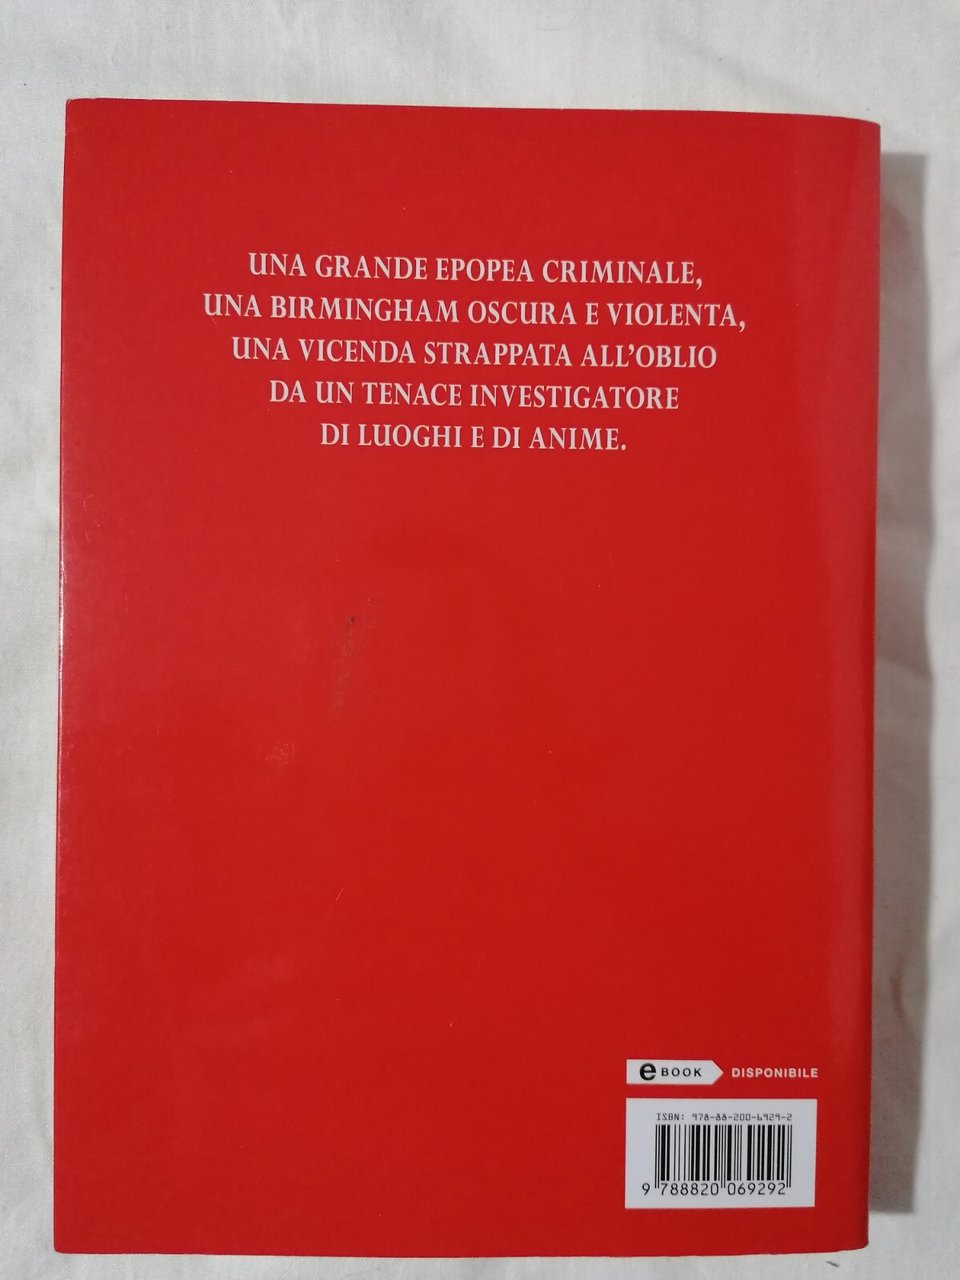 UNA GRANDE EPOPEA CRIMINALE,
UNA BIRMINGHAM OSCURA E VIOLENTA,
UNA VICENDA STRAPPATA ALL'OBLIO
DA UN TENACE INVESTIGATORE
DI LUOGHI E DI ANIME.
eBOOK DISPONIBILE
ISBN: 978-88-200-6929-2
9 788820 069292